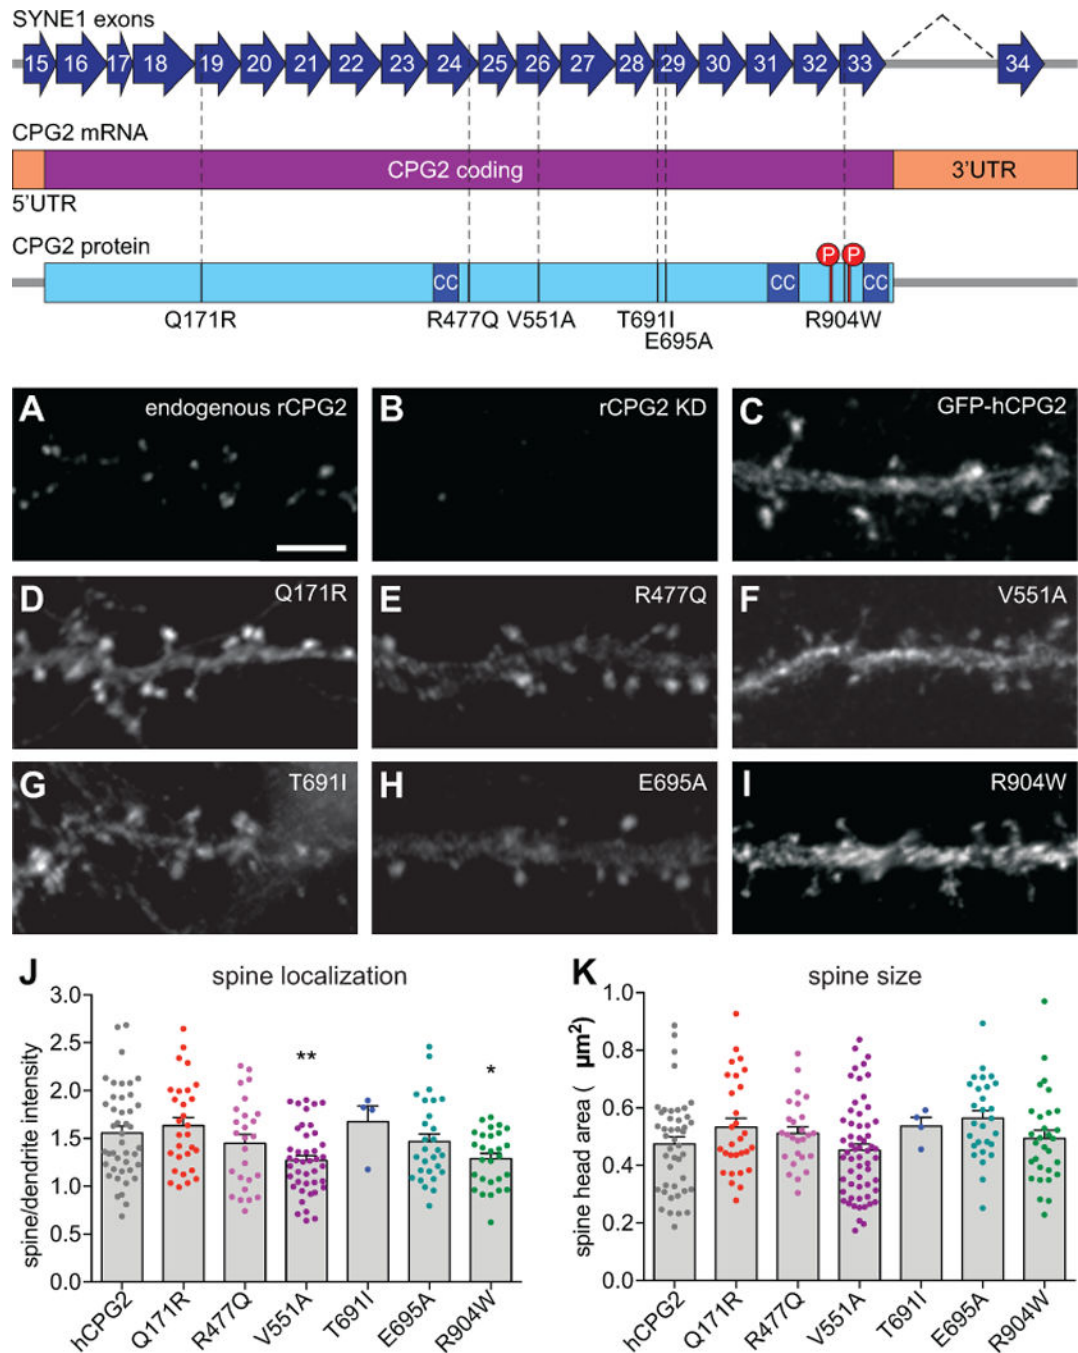 SYNE1 exons
15 16 17 18 19 20 21 22 23 24 25 26 27 28 29 30 31 32 33 34
CPG2 mRNA
CPG2 coding 3'UTR
5'UTR
CPG2 protein
P P
CC CC CC
Q171R R477Q V551A T691I R904W
E695A
A endogenous rCPG2 B rCPG2 KD C GFP-hCPG2
D Q171R E R477Q F V551A
G T691I H E695A I R904W
J spine localization
3.0
2.5
2.0
1.5
1.0
0.5
0.0
spine/dendrite intensity
** *
hCPG2 Q171R R477Q V551A T691I E695A R904W
K spine size
1.0
0.8
0.6
0.4
0.2
0.0
spine head area ( μm²)
hCPG2 Q171R R477Q V551A T691I E695A R904W